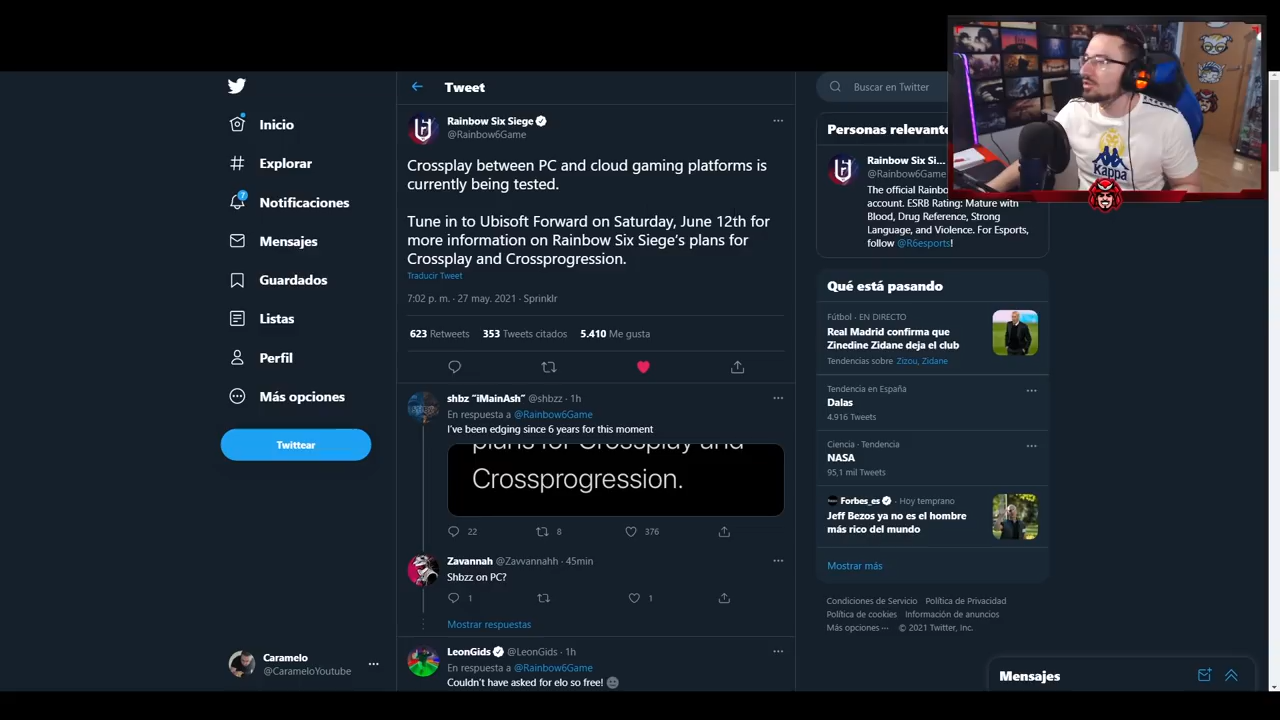 Inicio
Explorar
Notificaciones
7
Mensajes
Guardados
Listas
Perfil
Más opciones
Twittear
Caramelo
@CarameloYoutube
Tweet
Rainbow Six Siege
@Rainbow6Game
Crossplay between PC and cloud gaming platforms is
currently being tested.
Tune in to Ubisoft Forward on Saturday, June 12th for
more information on Rainbow Six Siege’s plans for
Crossplay and Crossprogression.
Traducir Tweet
7:02 p. m. · 27 may. 2021 · Sprinklr
623 Retweets 353 Tweets citados 5.410 Me gusta
shbz “iMainAsh” @shbzz · 1h
En respuesta a @Rainbow6Game
I've been edging since 6 years for this moment
plans for Crossplay and
Crossprogression.
22 8 376
Zavannah @Zavvannahh · 45min
Shbzz on PC?
1 1
Mostrar respuestas
LeonGids @LeonGids · 1h
En respuesta a @Rainbow6Game
Couldn't have asked for elo so free!
Buscar en Twitter
Personas relevante
Rainbow Six Si...
@Rainbow6Game
The official Rainbo
account. ESRB Rating: Mature with
Blood, Drug Reference, Strong
Language, and Violence. For Esports,
follow @R6esports!
Kappa
Qué está pasando
Fútbol · EN DIRECTO
Real Madrid confirma que
Zinedine Zidane deja el club
Tendencias sobre Zizou, Zidane
Tendencia en España
Dalas
4.916 Tweets
Ciencia · Tendencia
NASA
95,1 mil Tweets
Forbes_es · Hoy temprano
Jeff Bezos ya no es el hombre
más rico del mundo
Mostrar más
Condiciones de Servicio Política de Privacidad
Política de cookies Información de anuncios
Más opciones ··· © 2021 Twitter, Inc.
Mensajes